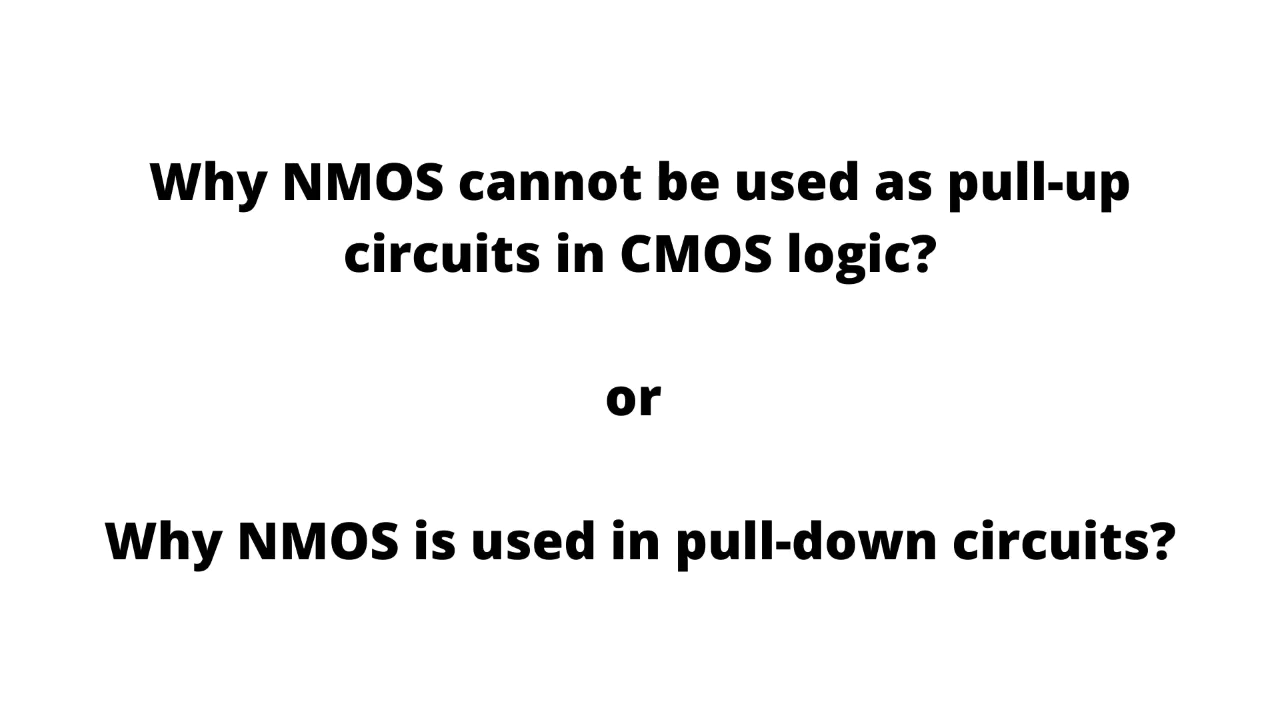 Why NMOS cannot be used as pull-up
circuits in CMOS logic?
or
Why NMOS is used in pull-down circuits?